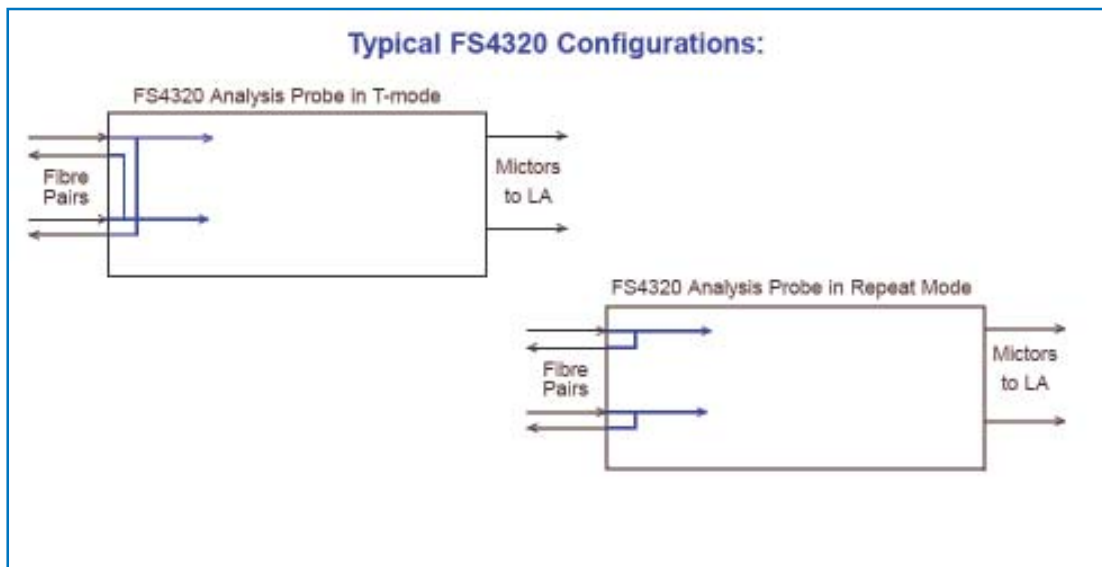 Typical FS4320 Configurations:
FS4320 Analysis Probe in T-mode
Fibre
Pairs
Mictors
to LA
FS4320 Analysis Probe in Repeat Mode
Fibre
Pairs
Mictors
to LA